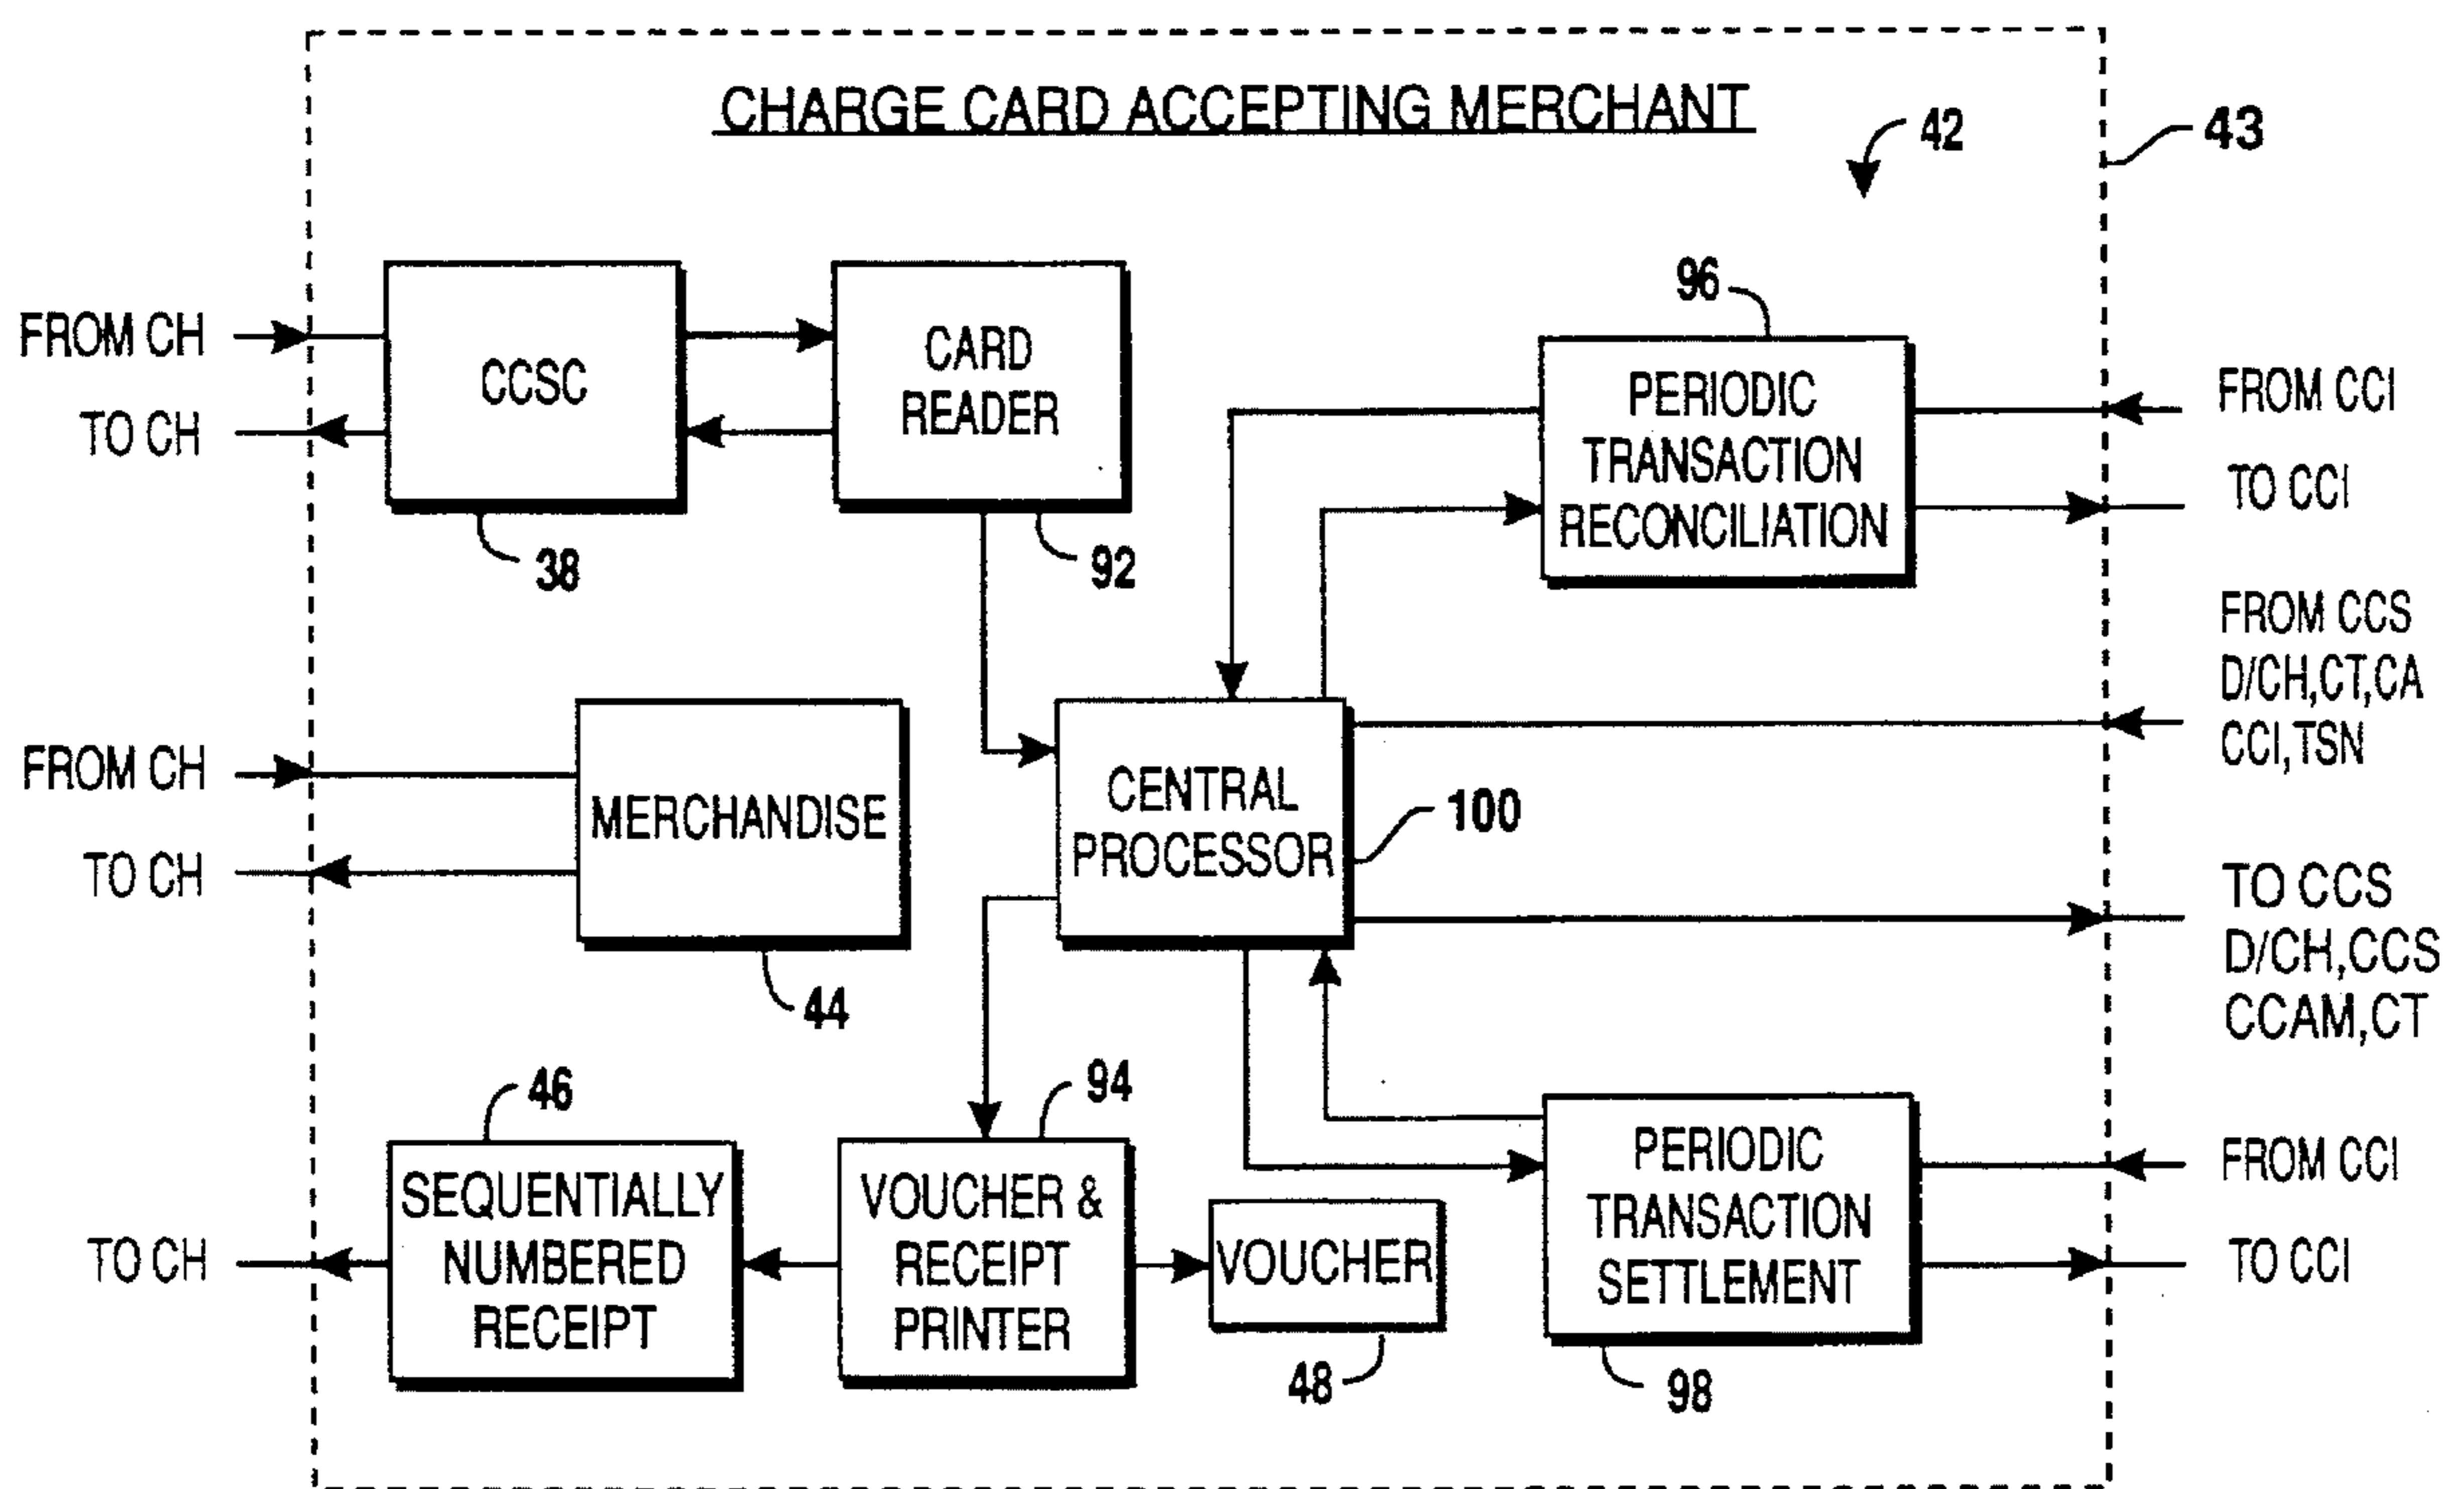 CHARGE CARD ACCEPTING MERCHANT
42
43
FROM CH
TO CH
CCSC
38
CARD
READER
92
96
PERIODIC
TRANSACTION
RECONCILIATION
FROM CCI
TO CCI
FROM CCS
D/CH,CT,CA
CCI,TSN
FROM CH
TO CH
MERCHANDISE
44
CENTRAL
PROCESSOR
100
TO CCS
D/CH,CCS
CCAM,CT
46
SEQUENTIALLY
NUMBERED
RECEIPT
TO CH
94
VOUCHER &
RECEIPT
PRINTER
VOUCHER
48
PERIODIC
TRANSACTION
SETTLEMENT
98
FROM CCI
TO CCI